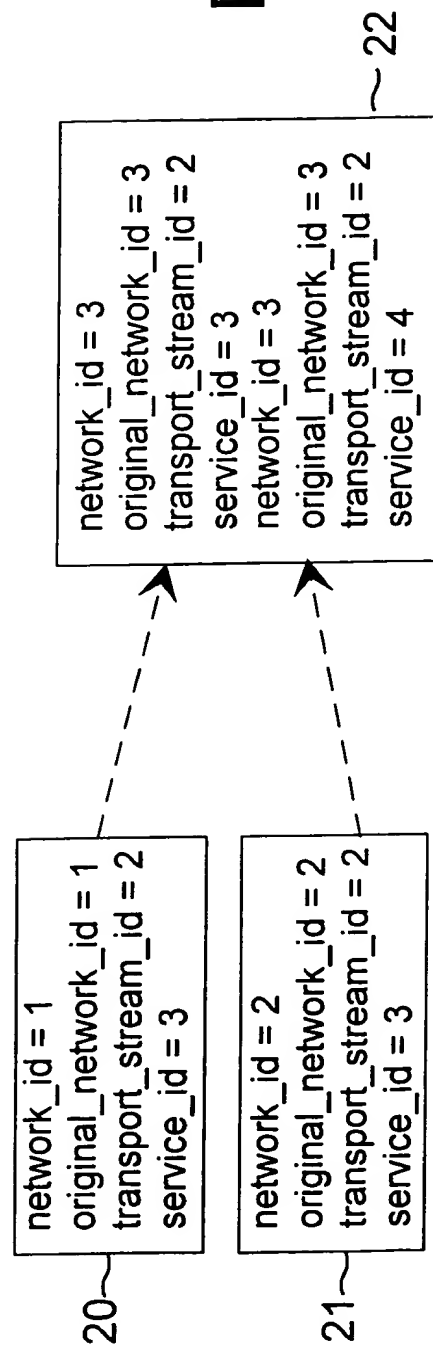 20
network_id = 1
original_network_id = 1
transport_stream_id = 2
service_id = 3
21
network_id = 2
original_network_id = 2
transport_stream_id = 2
service_id = 3
network_id = 3
original_network_id = 3
transport_stream_id = 2
service_id = 3
network_id = 3
original_network_id = 3
transport_stream_id = 2
service_id = 4
22